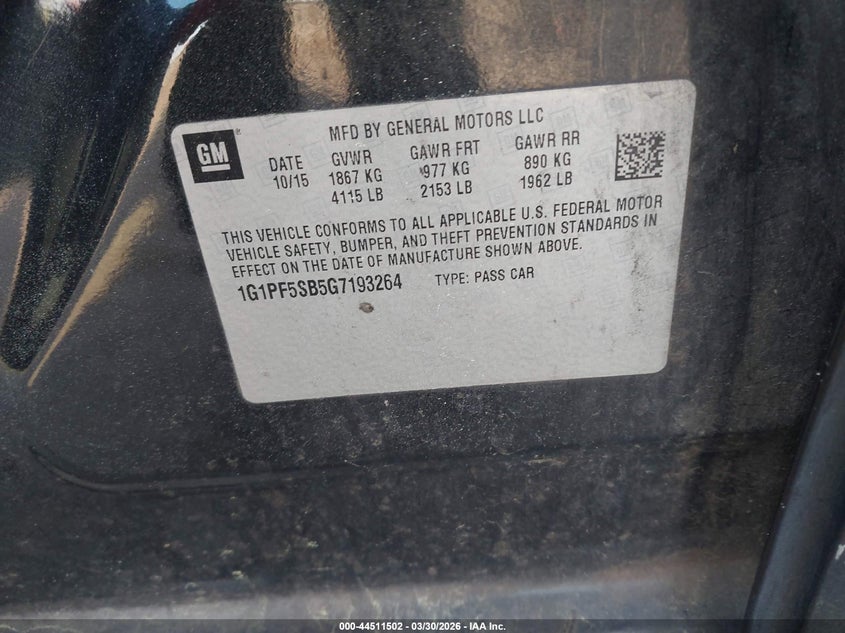 GM
MFD BY GENERAL MOTORS LLC
DATE GVWR GAWR FRT GAWR RR
10/15 1867 KG 977 KG 890 KG
4115 LB 2153 LB 1962 LB
THIS VEHICLE CONFORMS TO ALL APPLICABLE U.S. FEDERAL MOTOR
VEHICLE SAFETY, BUMPER, AND THEFT PREVENTION STANDARDS IN
EFFECT ON THE DATE OF MANUFACTURE SHOWN ABOVE.
1G1PF5SB5G7193264 TYPE: PASS CAR
000-44511502 — 03/30/2026 — IAA Inc.